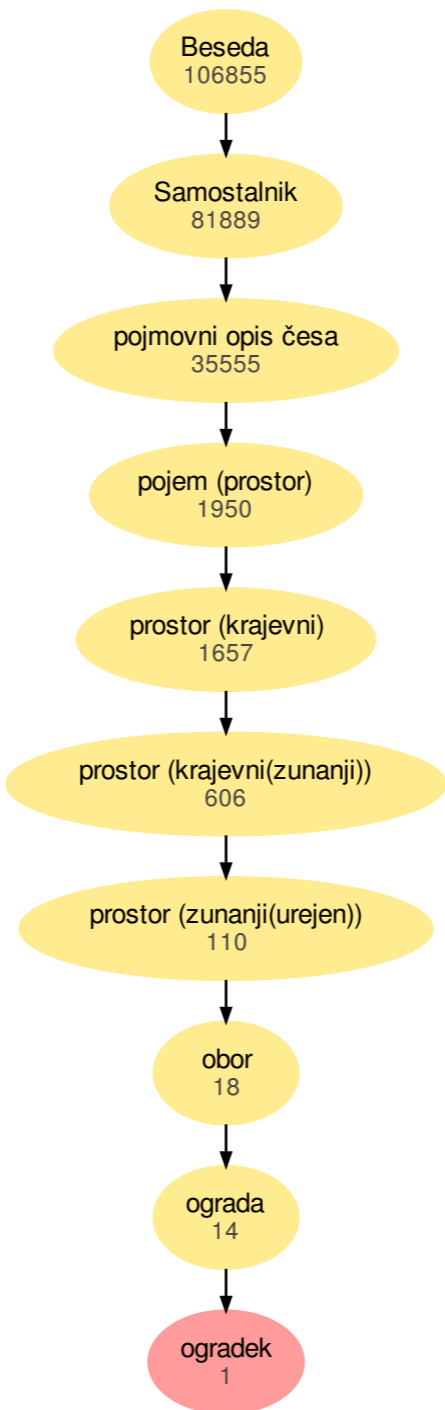 Beseda
106855
Samostalnik
81889
pojmovni opis česa
35555
pojem (prostor)
1950
prostor (krajevni)
1657
prostor (krajevni(zunanji))
606
prostor (zunanji(urejen))
110
obor
18
ograda
14
ogradek
1